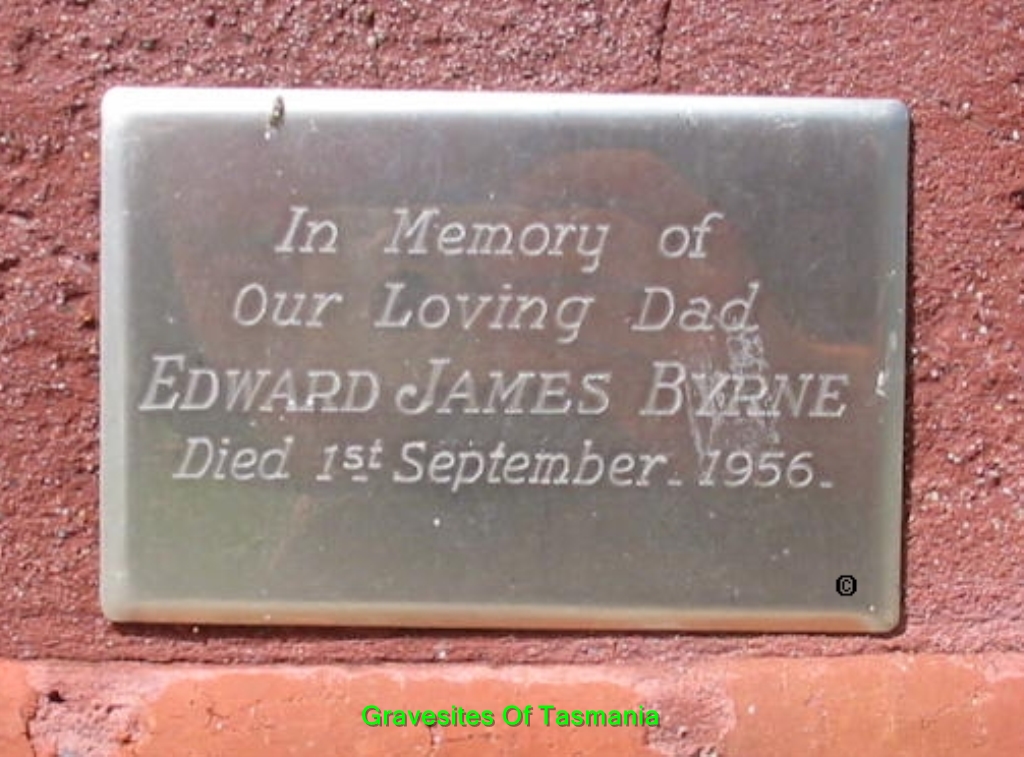 In Memory of
Our Loving Dad
EDWARD JAMES BYRNE
Died 1st September. 1956.
©
Gravesites Of Tasmania